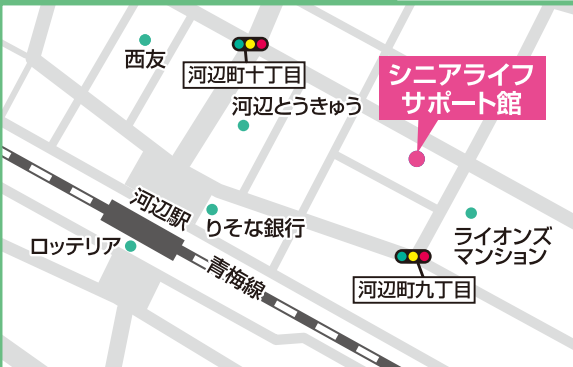 西友
河辺町十丁目
シニアライフ
サポート館
河辺とうきゅう
河辺駅
りそな銀行
ロッテリア
青梅線
ライオンズ
マンション
河辺町九丁目